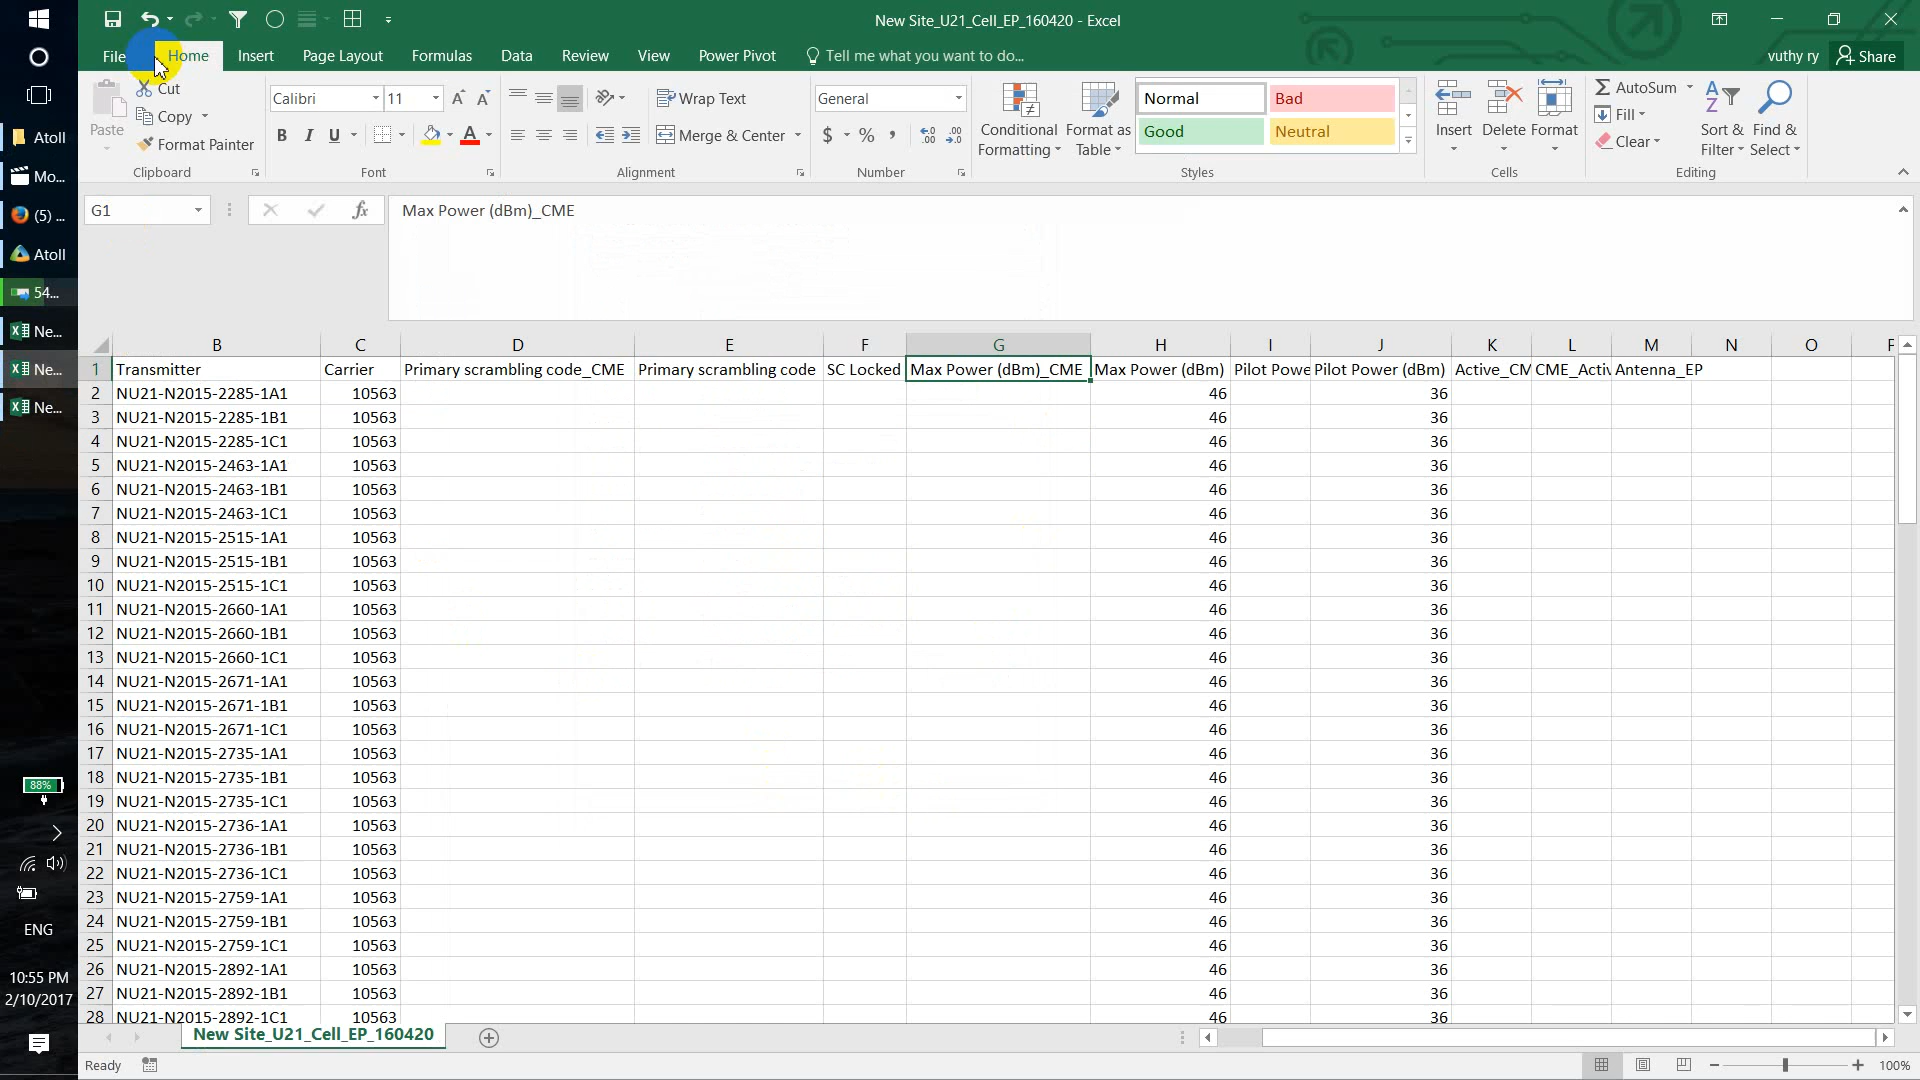 New Site_U21_Cell_EP_160420 - Excel
File Home Insert Page Layout Formulas Data Review View Power Pivot Tell me what you want to do... vuthy ry Share
Paste Cut Copy Format Painter Clipboard
Calibri 11 B I U A A A Font
Wrap Text Merge & Center Alignment
General $ % , Number
Conditional Formatting Format as Table Normal Bad Good Neutral Styles
Insert Delete Format Cells
AutoSum Fill Clear Sort & Filter Find & Select Editing
G1 fx Max Power (dBm)_CME
B C D E F G H I J K L M N O
1 Transmitter Carrier Primary scrambling code_CME Primary scrambling code SC Locked Max Power (dBm)_CME Max Power (dBm) Pilot Powe Pilot Power (dBm) Active_CM CME_Activ Antenna_EP
2 NU21-N2015-2285-1A1 10563 46 36
3 NU21-N2015-2285-1B1 10563 46 36
4 NU21-N2015-2285-1C1 10563 46 36
5 NU21-N2015-2463-1A1 10563 46 36
6 NU21-N2015-2463-1B1 10563 46 36
7 NU21-N2015-2463-1C1 10563 46 36
8 NU21-N2015-2515-1A1 10563 46 36
9 NU21-N2015-2515-1B1 10563 46 36
10 NU21-N2015-2515-1C1 10563 46 36
11 NU21-N2015-2660-1A1 10563 46 36
12 NU21-N2015-2660-1B1 10563 46 36
13 NU21-N2015-2660-1C1 10563 46 36
14 NU21-N2015-2671-1A1 10563 46 36
15 NU21-N2015-2671-1B1 10563 46 36
16 NU21-N2015-2671-1C1 10563 46 36
17 NU21-N2015-2735-1A1 10563 46 36
18 NU21-N2015-2735-1B1 10563 46 36
19 NU21-N2015-2735-1C1 10563 46 36
20 NU21-N2015-2736-1A1 10563 46 36
21 NU21-N2015-2736-1B1 10563 46 36
22 NU21-N2015-2736-1C1 10563 46 36
23 NU21-N2015-2759-1A1 10563 46 36
24 NU21-N2015-2759-1B1 10563 46 36
25 NU21-N2015-2759-1C1 10563 46 36
26 NU21-N2015-2892-1A1 10563 46 36
27 NU21-N2015-2892-1B1 10563 46 36
28 NU21-N2015-2892-1C1 10563 46 36
New Site_U21_Cell_EP_160420
Ready 100%
Atoll
Mo...
(5) ...
Atoll
54...
Ne...
Ne...
Ne...
88%
ENG
10:55 PM
2/10/2017